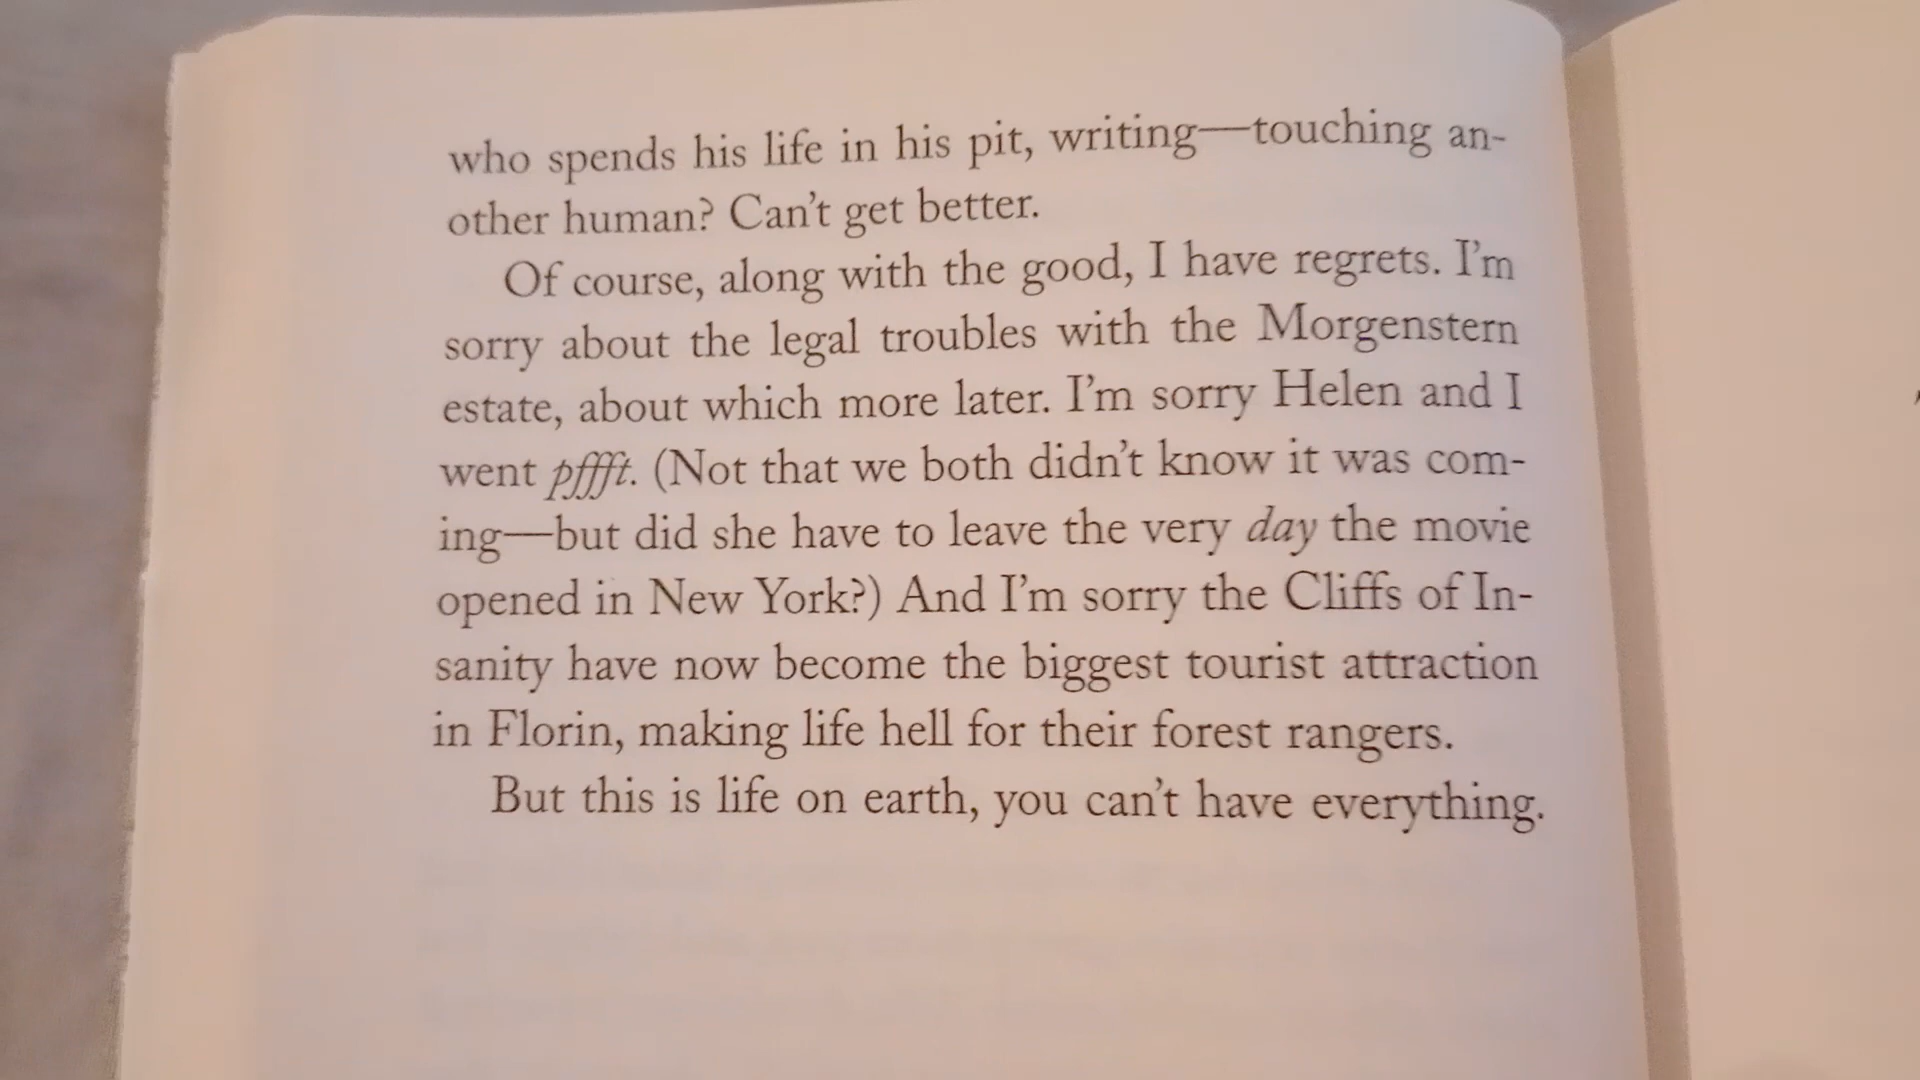 who spends his life in his pit, writing—touching an-
other human? Can't get better.
Of course, along with the good, I have regrets. I'm
sorry about the legal troubles with the Morgenstern
estate, about which more later. I'm sorry Helen and I
went pffft. (Not that we both didn't know it was com-
ing—but did she have to leave the very day the movie
opened in New York?) And I'm sorry the Cliffs of In-
sanity have now become the biggest tourist attraction
in Florin, making life hell for their forest rangers.
But this is life on earth, you can't have everything.